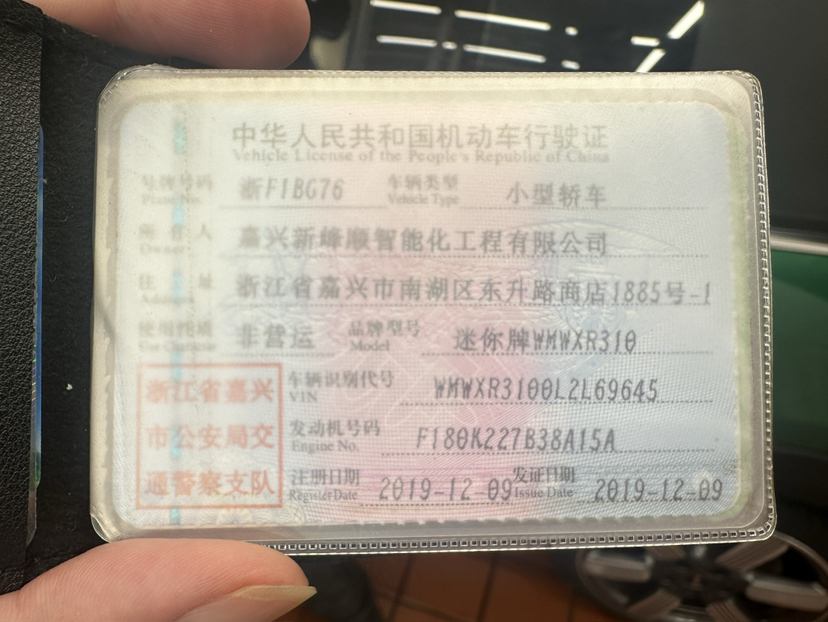 中华人民共和国机动车行驶证
Vehicle License of the People's Republic of China
号牌号码 浙F1BG76 车辆类型 小型轿车
Plate No. Vehicle Type
所有人 嘉兴新峰顺智能化工程有限公司
Owner
住址 浙江省嘉兴市南湖区东升路商店1885号-1
Address
使用性质 非营运 品牌型号 迷你牌WMWXR310
Use Character Model
浙江省嘉兴 车辆识别代号 WMWXR3100L2L69645
VIN
市公安局交 发动机号码 F180K227B38A15A
Engine No.
通警察支队 注册日期 2019-12-09 发证日期 2019-12-09
Register Date Issue Date